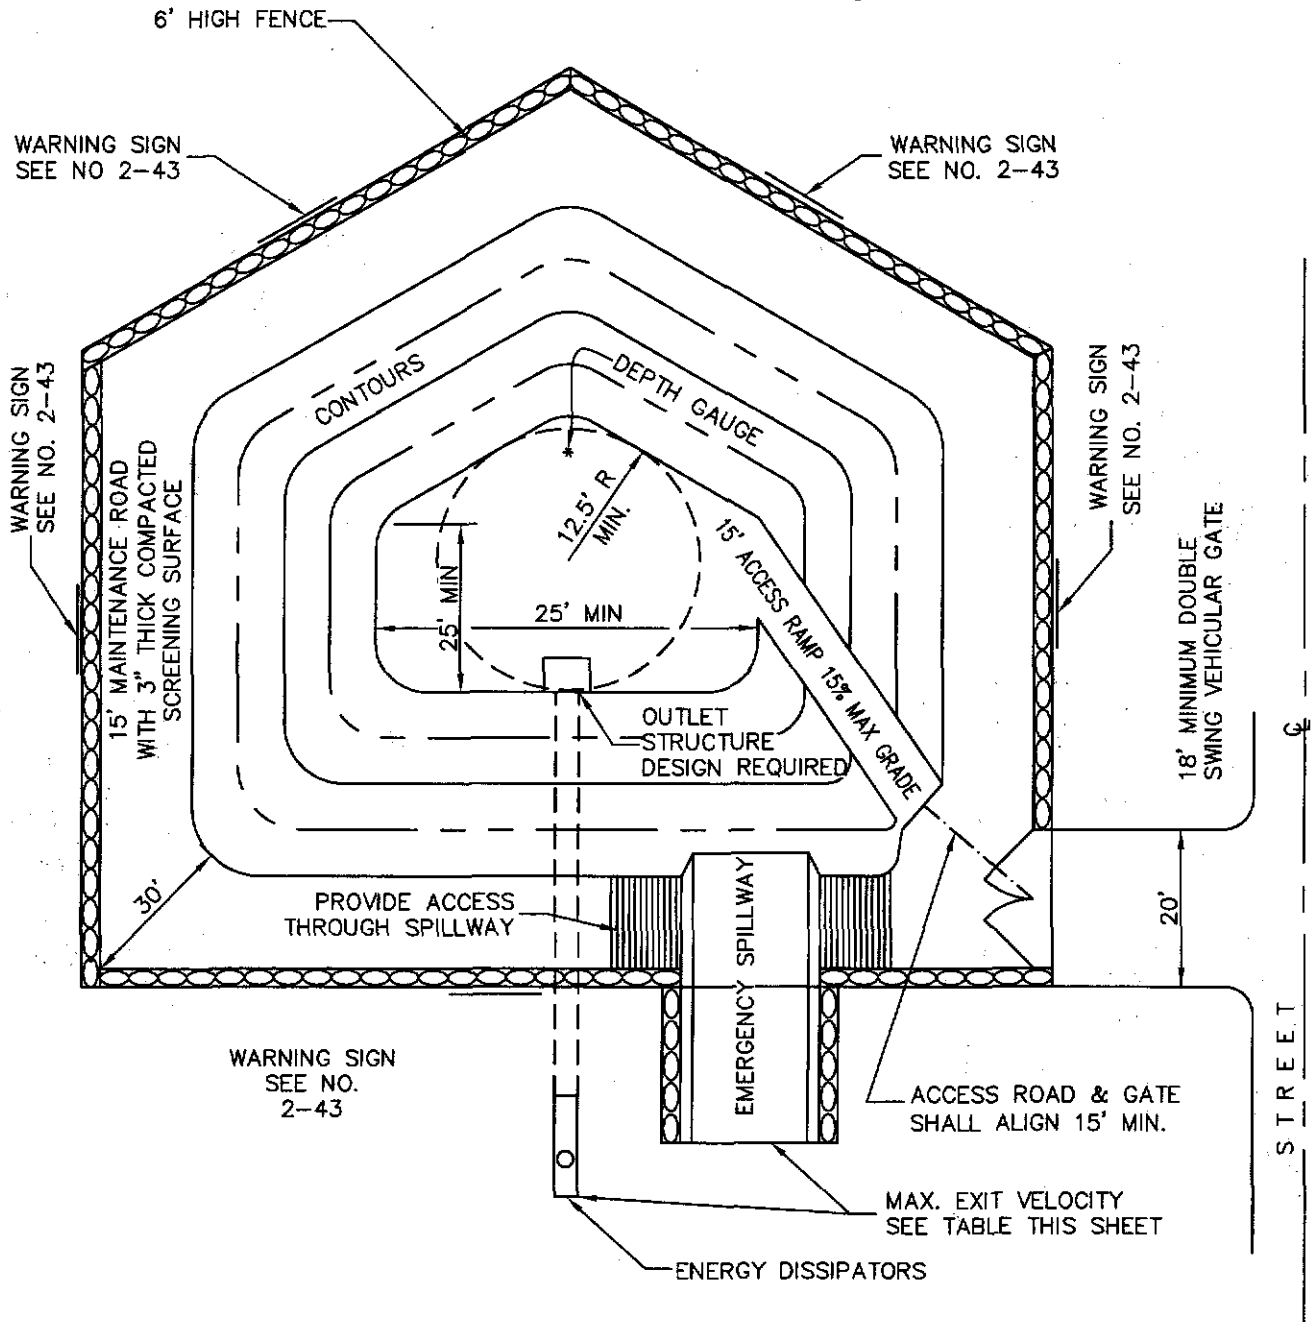 6' HIGH FENCE
WARNING SIGN
SEE NO 2-43
WARNING SIGN
SEE NO. 2-43
WARNING SIGN
SEE NO. 2-43
15' MAINTENANCE ROAD
WITH 3" THICK COMPACTED
SCREENING SURFACE
CONTOURS
DEPTH GAUGE
*
12.5' R
MIN.
25' MIN
25' MIN
15' ACCESS RAMP 15% MAX GRADE
WARNING SIGN
SEE NO. 2-43
18' MINIMUM DOUBLE
SWING VEHICULAR GATE
℄
OUTLET
STRUCTURE
DESIGN REQUIRED
30'
PROVIDE ACCESS
THROUGH SPILLWAY
EMERGENCY SPILLWAY
20'
STREET
WARNING SIGN
SEE NO.
2-43
ACCESS ROAD & GATE
SHALL ALIGN 15' MIN.
MAX. EXIT VELOCITY
SEE TABLE THIS SHEET
ENERGY DISSIPATORS